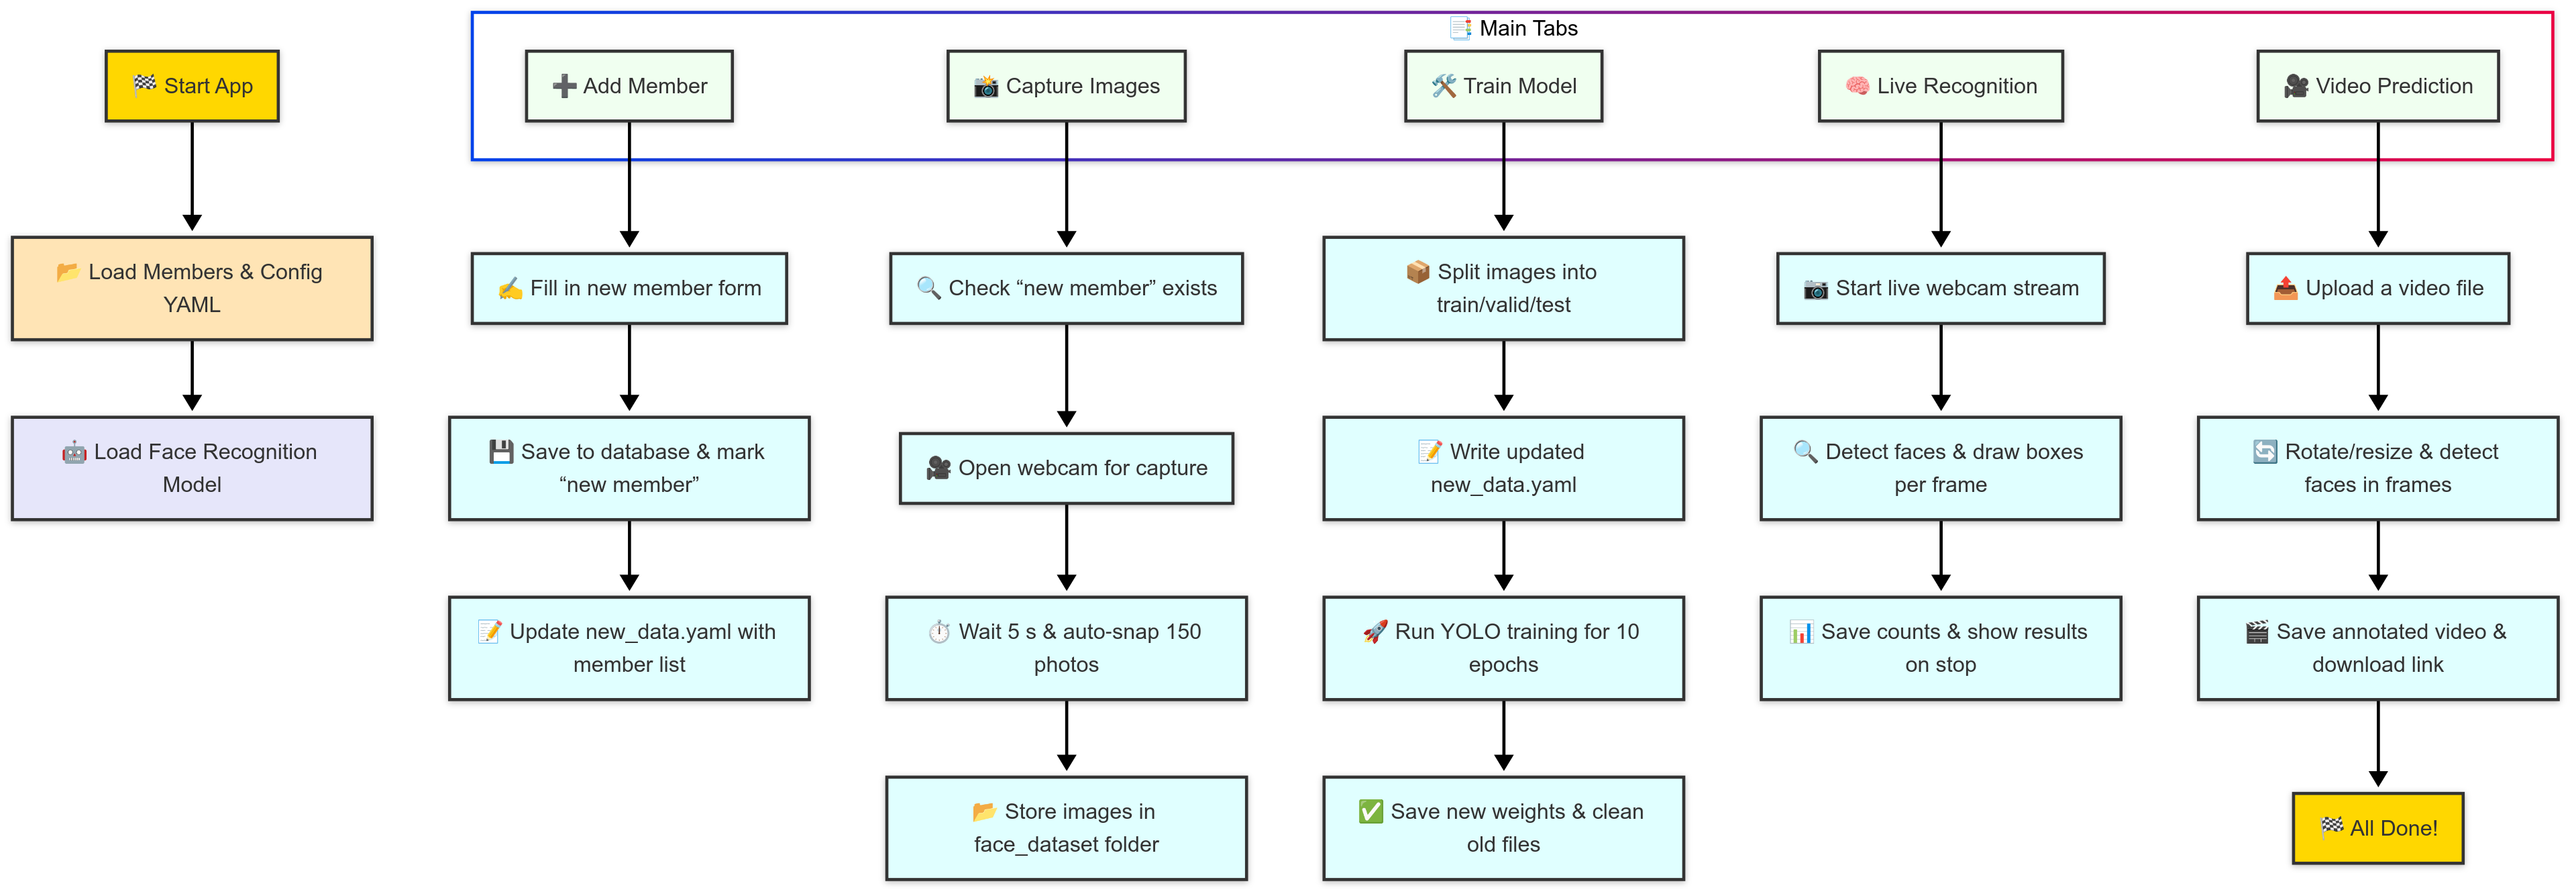 📑 Main Tabs
🏁 Start App
➕ Add Member
📸 Capture Images
🛠️ Train Model
🧠 Live Recognition
🎥 Video Prediction
📂 Load Members & Config
YAML
✍️ Fill in new member form
🔍 Check “new member” exists
📦 Split images into
train/valid/test
📷 Start live webcam stream
📤 Upload a video file
🤖 Load Face Recognition
Model
💾 Save to database & mark
“new member”
🎥 Open webcam for capture
📝 Write updated
new_data.yaml
🔍 Detect faces & draw boxes
per frame
🔄 Rotate/resize & detect
faces in frames
📝 Update new_data.yaml with
member list
⏱️ Wait 5 s & auto-snap 150
photos
🚀 Run YOLO training for 10
epochs
📊 Save counts & show results
on stop
🎬 Save annotated video &
download link
📂 Store images in
face_dataset folder
✅ Save new weights & clean
old files
🏁 All Done!